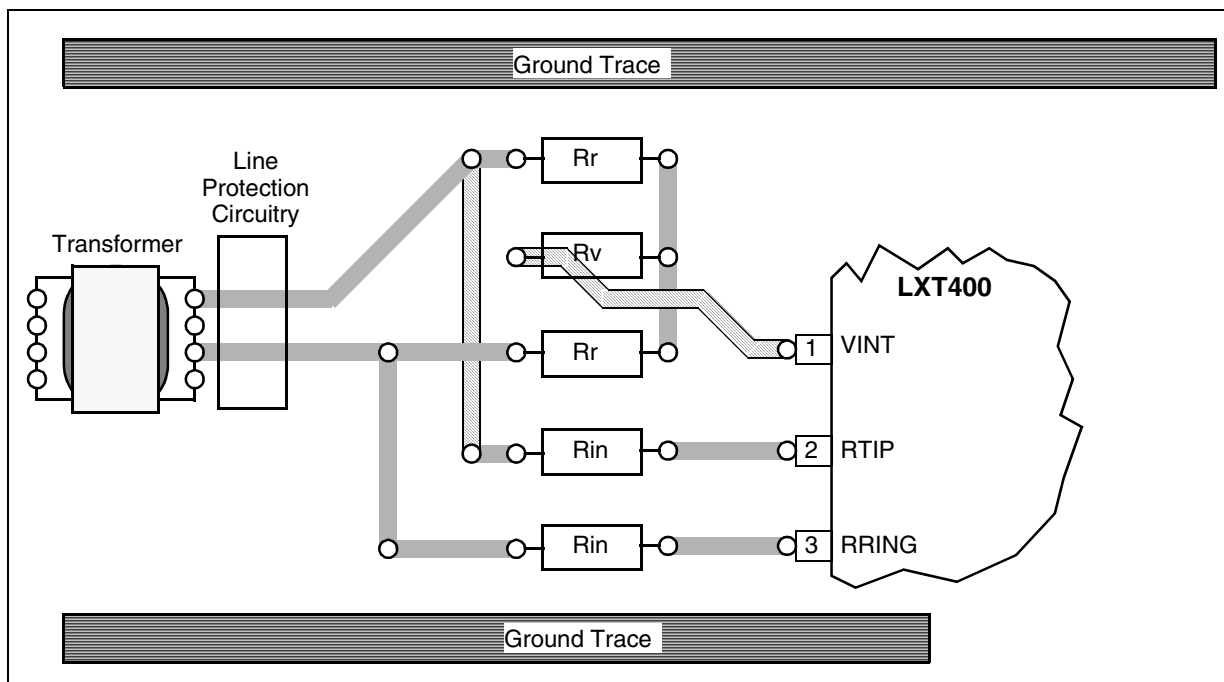 Ground Trace
Line
Protection
Circuitry
Transformer
Rr
Rv
Rr
Rin
Rin
LXT400
1 VINT
2 RTIP
3 RRING
Ground Trace